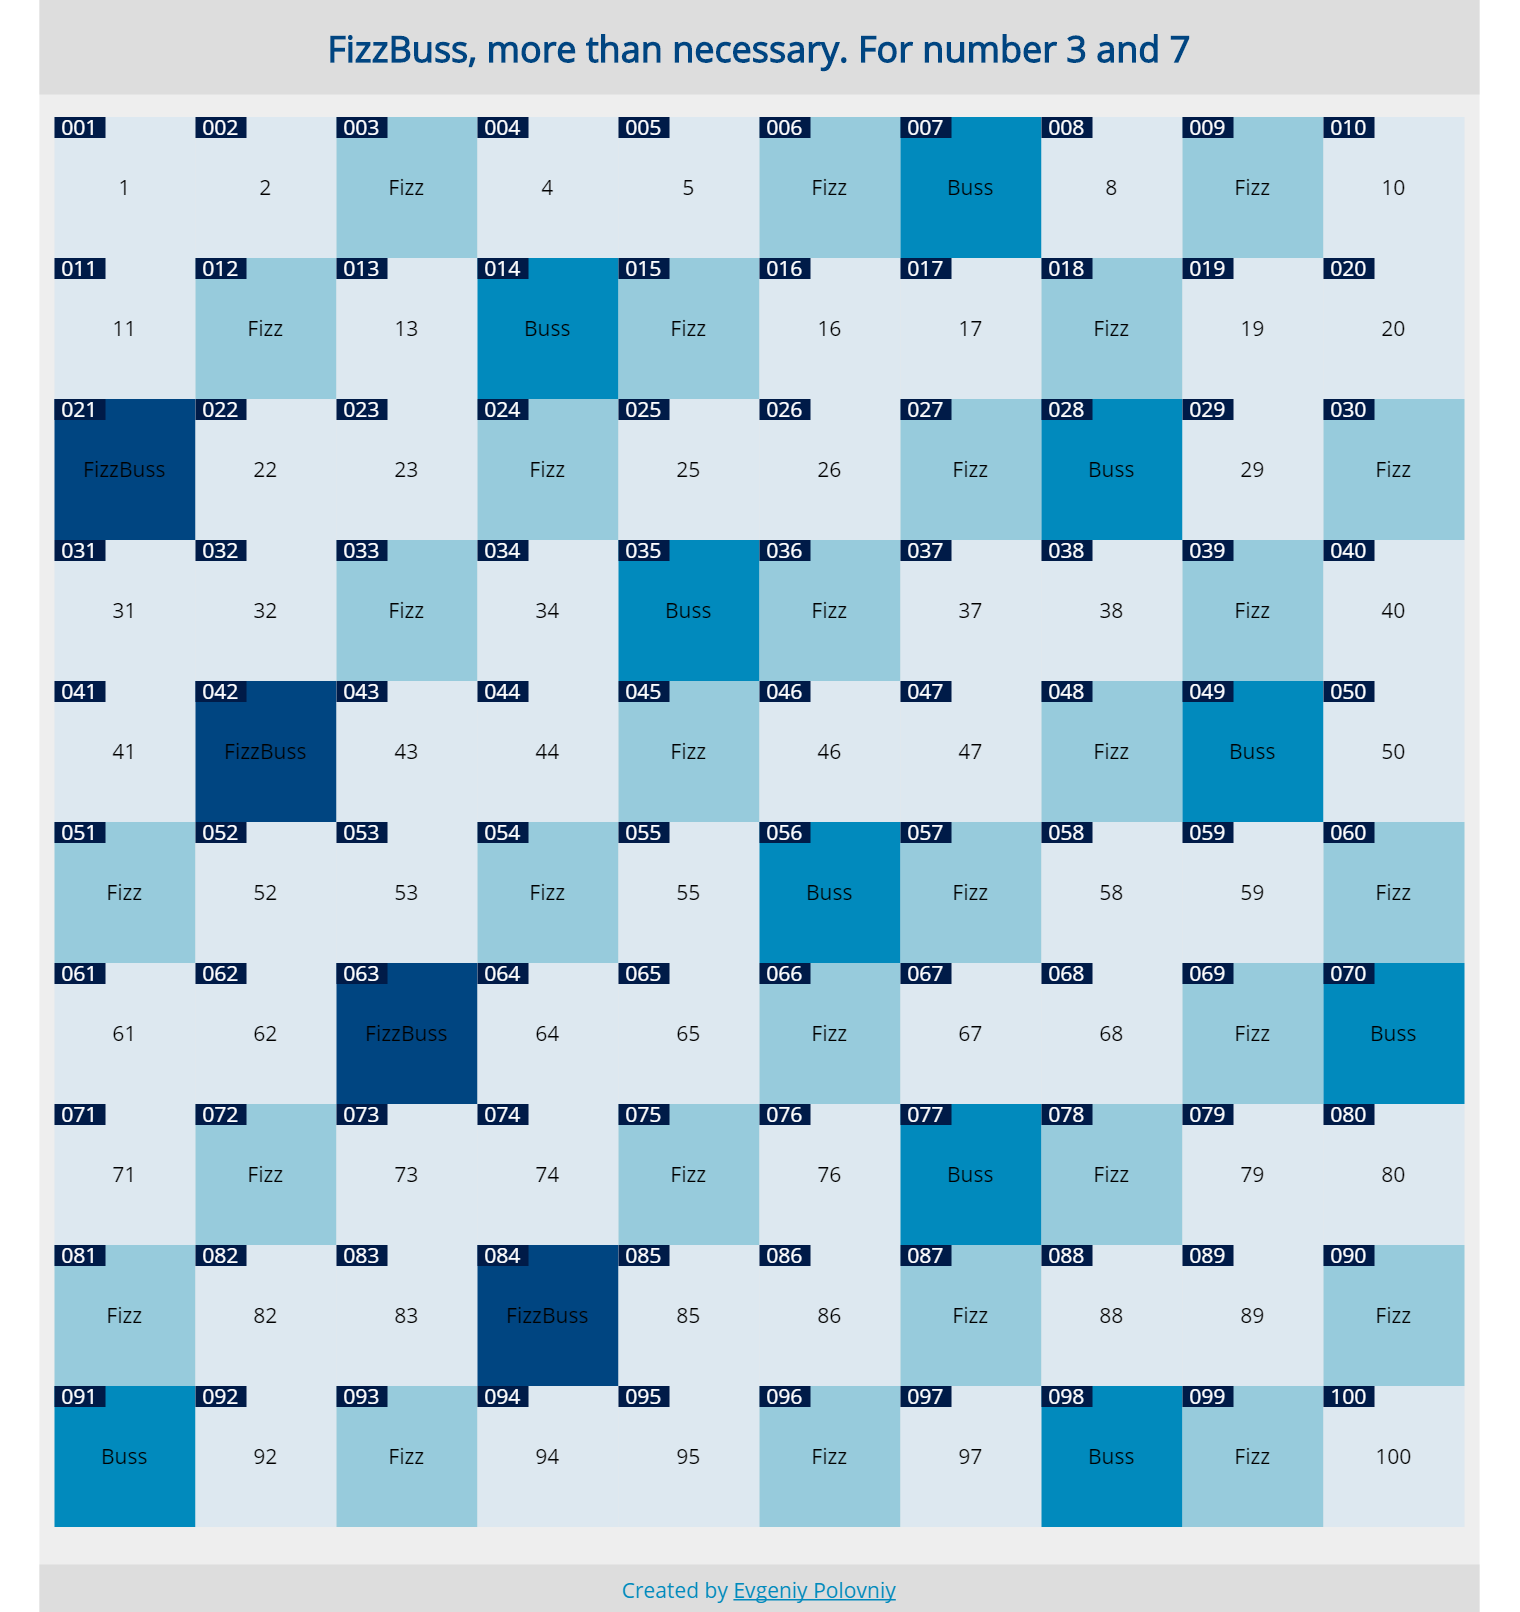 FizzBuss, more than necessary. For number 3 and 7
001 002 003 004 005 006 007 008 009 010
1 2 Fizz 4 5 Fizz Buss 8 Fizz 10
011 012 013 014 015 016 017 018 019 020
11 Fizz 13 Buss Fizz 16 17 Fizz 19 20
021 022 023 024 025 026 027 028 029 030
FizzBuss 22 23 Fizz 25 26 Fizz Buss 29 Fizz
031 032 033 034 035 036 037 038 039 040
31 32 Fizz 34 Buss Fizz 37 38 Fizz 40
041 042 043 044 045 046 047 048 049 050
41 FizzBuss 43 44 Fizz 46 47 Fizz Buss 50
051 052 053 054 055 056 057 058 059 060
Fizz 52 53 Fizz 55 Buss Fizz 58 59 Fizz
061 062 063 064 065 066 067 068 069 070
61 62 FizzBuss 64 65 Fizz 67 68 Fizz Buss
071 072 073 074 075 076 077 078 079 080
71 Fizz 73 74 Fizz 76 Buss Fizz 79 80
081 082 083 084 085 086 087 088 089 090
Fizz 82 83 FizzBuss 85 86 Fizz 88 89 Fizz
091 092 093 094 095 096 097 098 099 100
Buss 92 Fizz 94 95 Fizz 97 Buss Fizz 100
Created by Evgeniy Polovniy